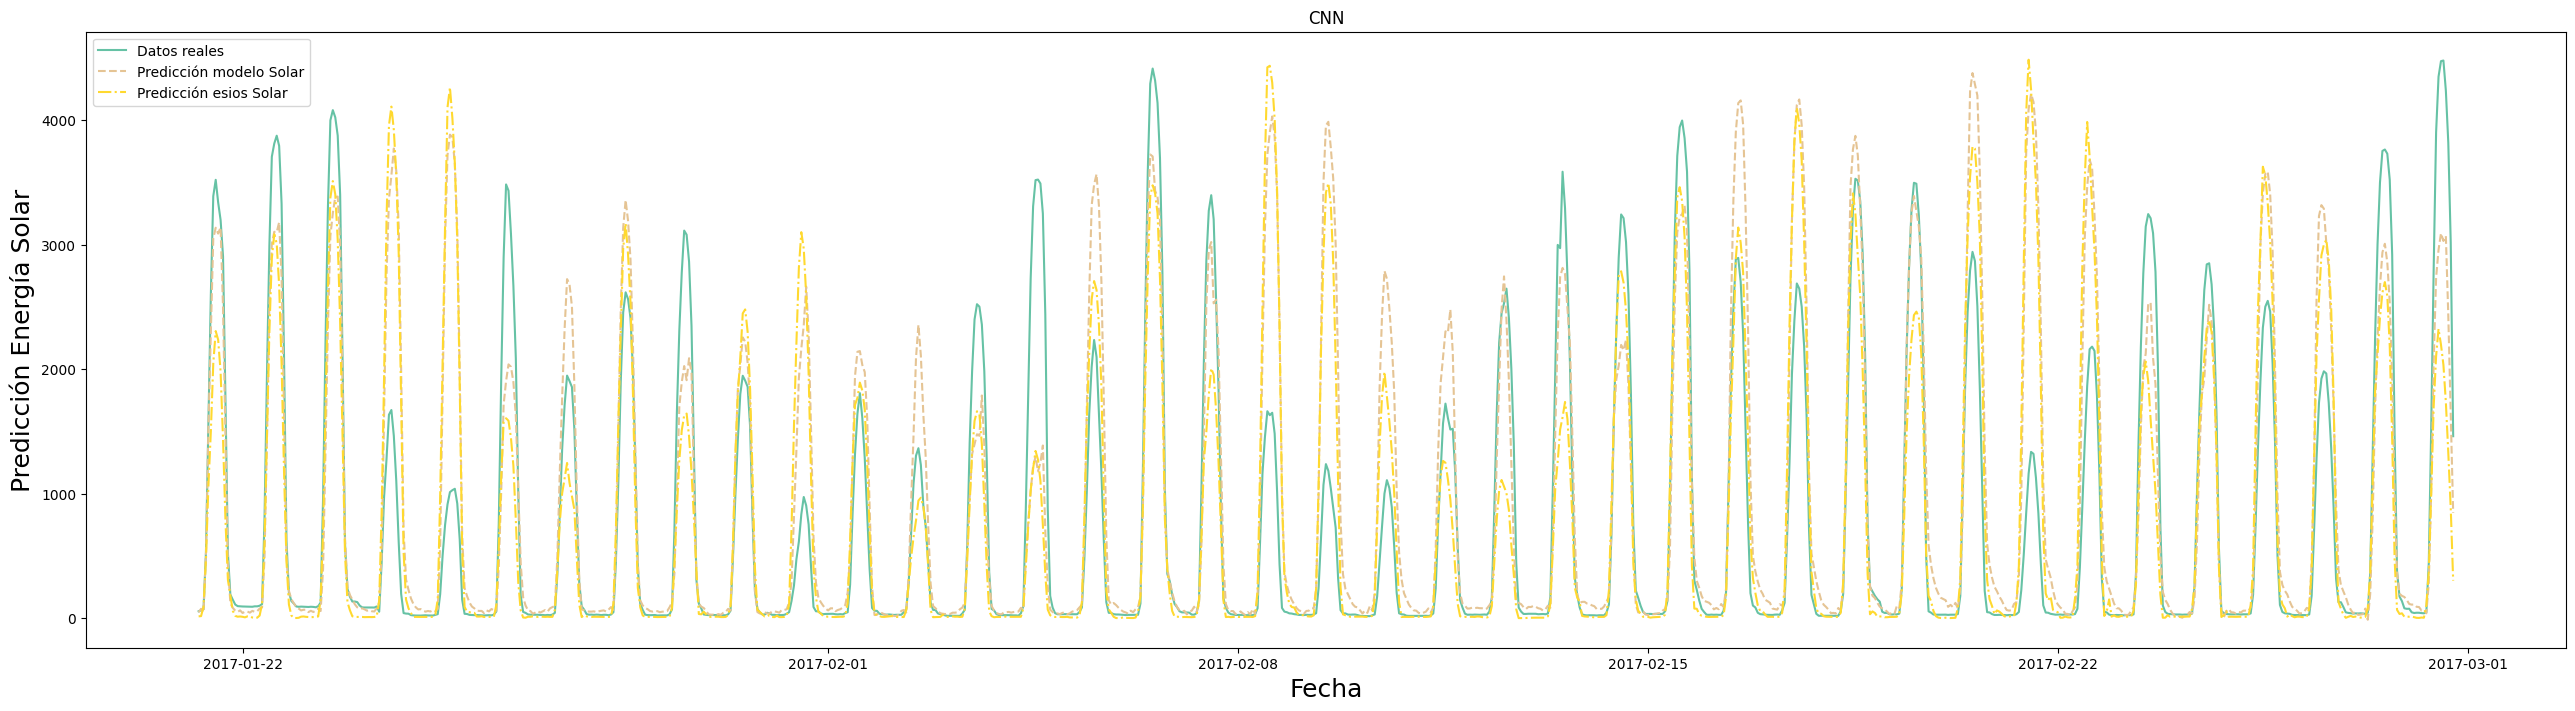 CNN
Datos reales
Predicción modelo Solar
Predicción esios Solar
Predicción Energía Solar
4000
3000
2000
1000
0
2017-01-22
2017-02-01
2017-02-08
2017-02-15
2017-02-22
2017-03-01
Fecha